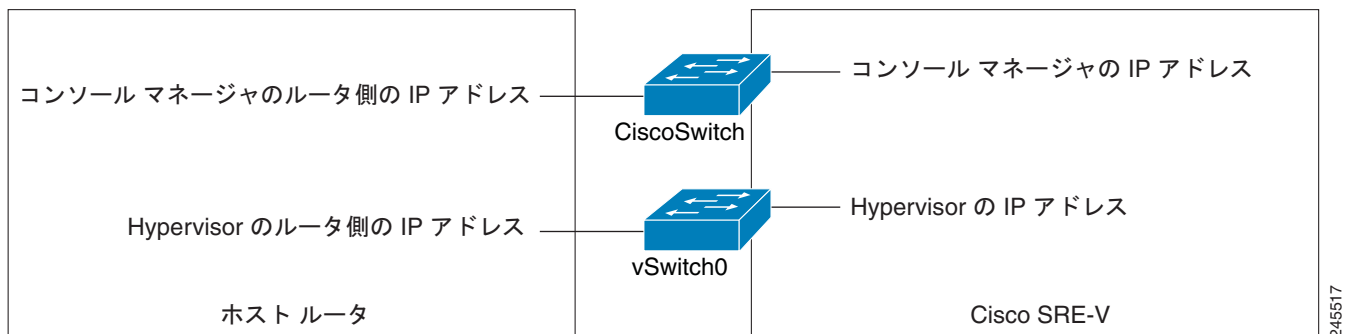 コンソール マネージャのルータ側の IP アドレス
コンソール マネージャの IP アドレス
CiscoSwitch
Hypervisor のルータ側の IP アドレス
Hypervisor の IP アドレス
vSwitch0
ホスト ルータ
Cisco SRE-V
245517